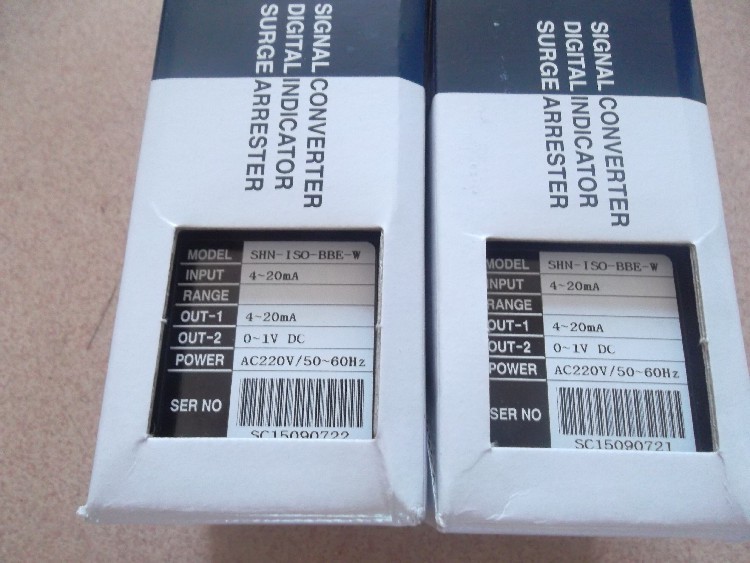 SIGNAL CONVERTER
DIGITAL INDICATOR
SURGE ARRESTER
MODEL SHN-ISO-BBE-W
INPUT 4~20mA
RANGE
OUT-1 4~20mA
OUT-2 0~1V DC
POWER AC220V/50~60Hz
SER NO
SC15090722
SIGNAL CONVERTER
DIGITAL INDICATOR
SURGE ARRESTER
MODEL SHN-ISO-BBE-W
INPUT 4~20mA
RANGE
OUT-1 4~20mA
OUT-2 0~1V DC
POWER AC220V/50~60Hz
SER NO
SC15090721